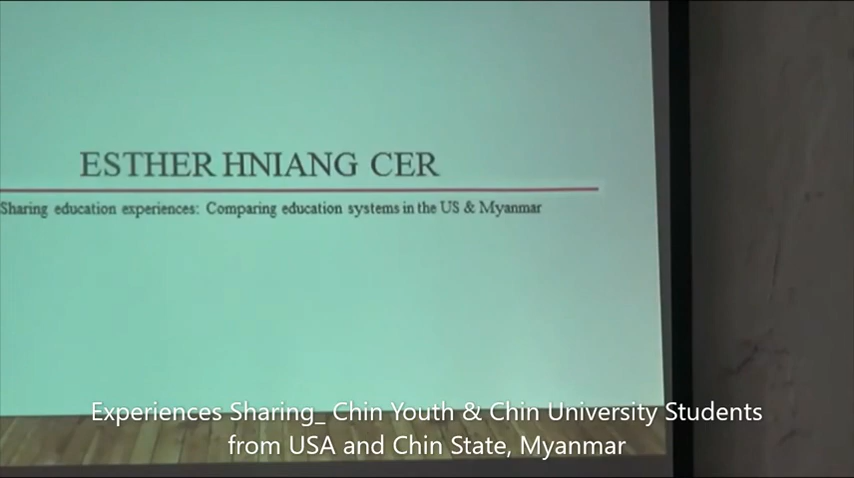 ESTHER HNIANG CER
Sharing education experiences: Comparing education systems in the US & Myanmar
Experiences Sharing_ Chin Youth & Chin University Students
from USA and Chin State, Myanmar